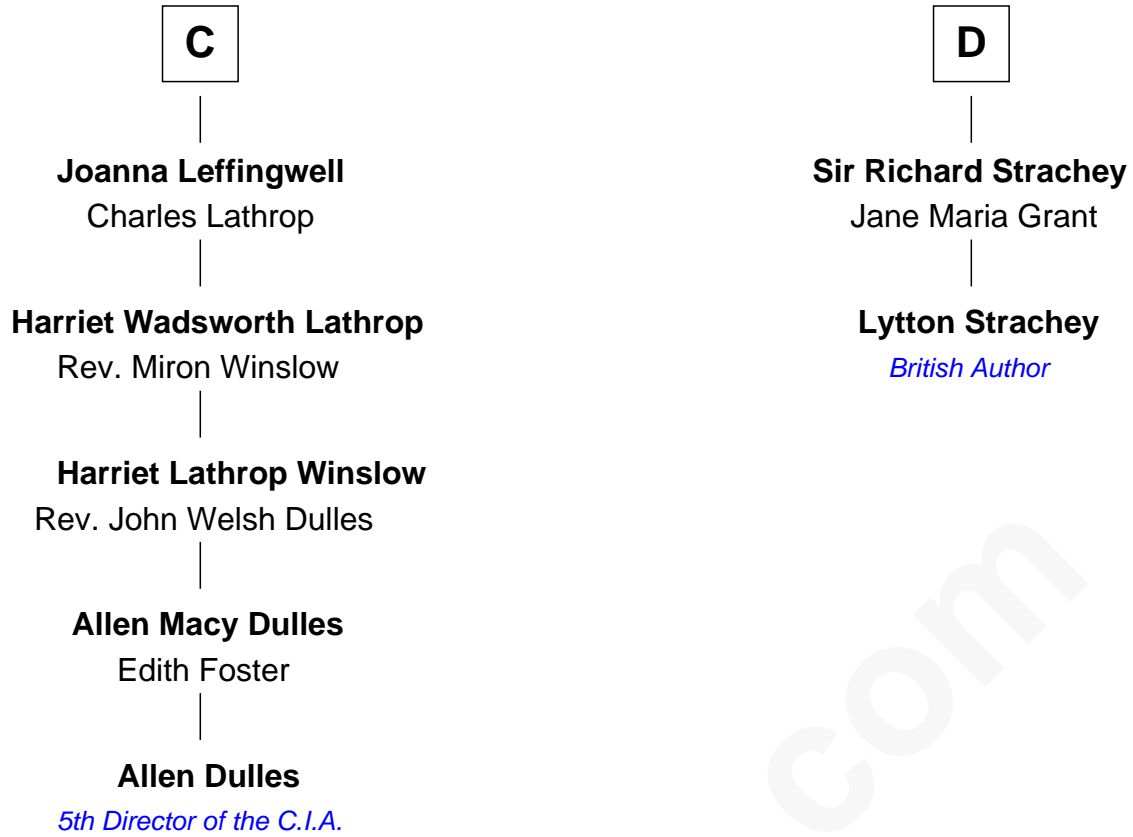 C
Joanna Leffingwell
Charles Lathrop
Harriet Wadsworth Lathrop
Rev. Miron Winslow
Harriet Lathrop Winslow
Rev. John Welsh Dulles
Allen Macy Dulles
Edith Foster
Allen Dulles
5th Director of the C.I.A.
D
Sir Richard Strachey
Jane Maria Grant
Lytton Strachey
British Author
com